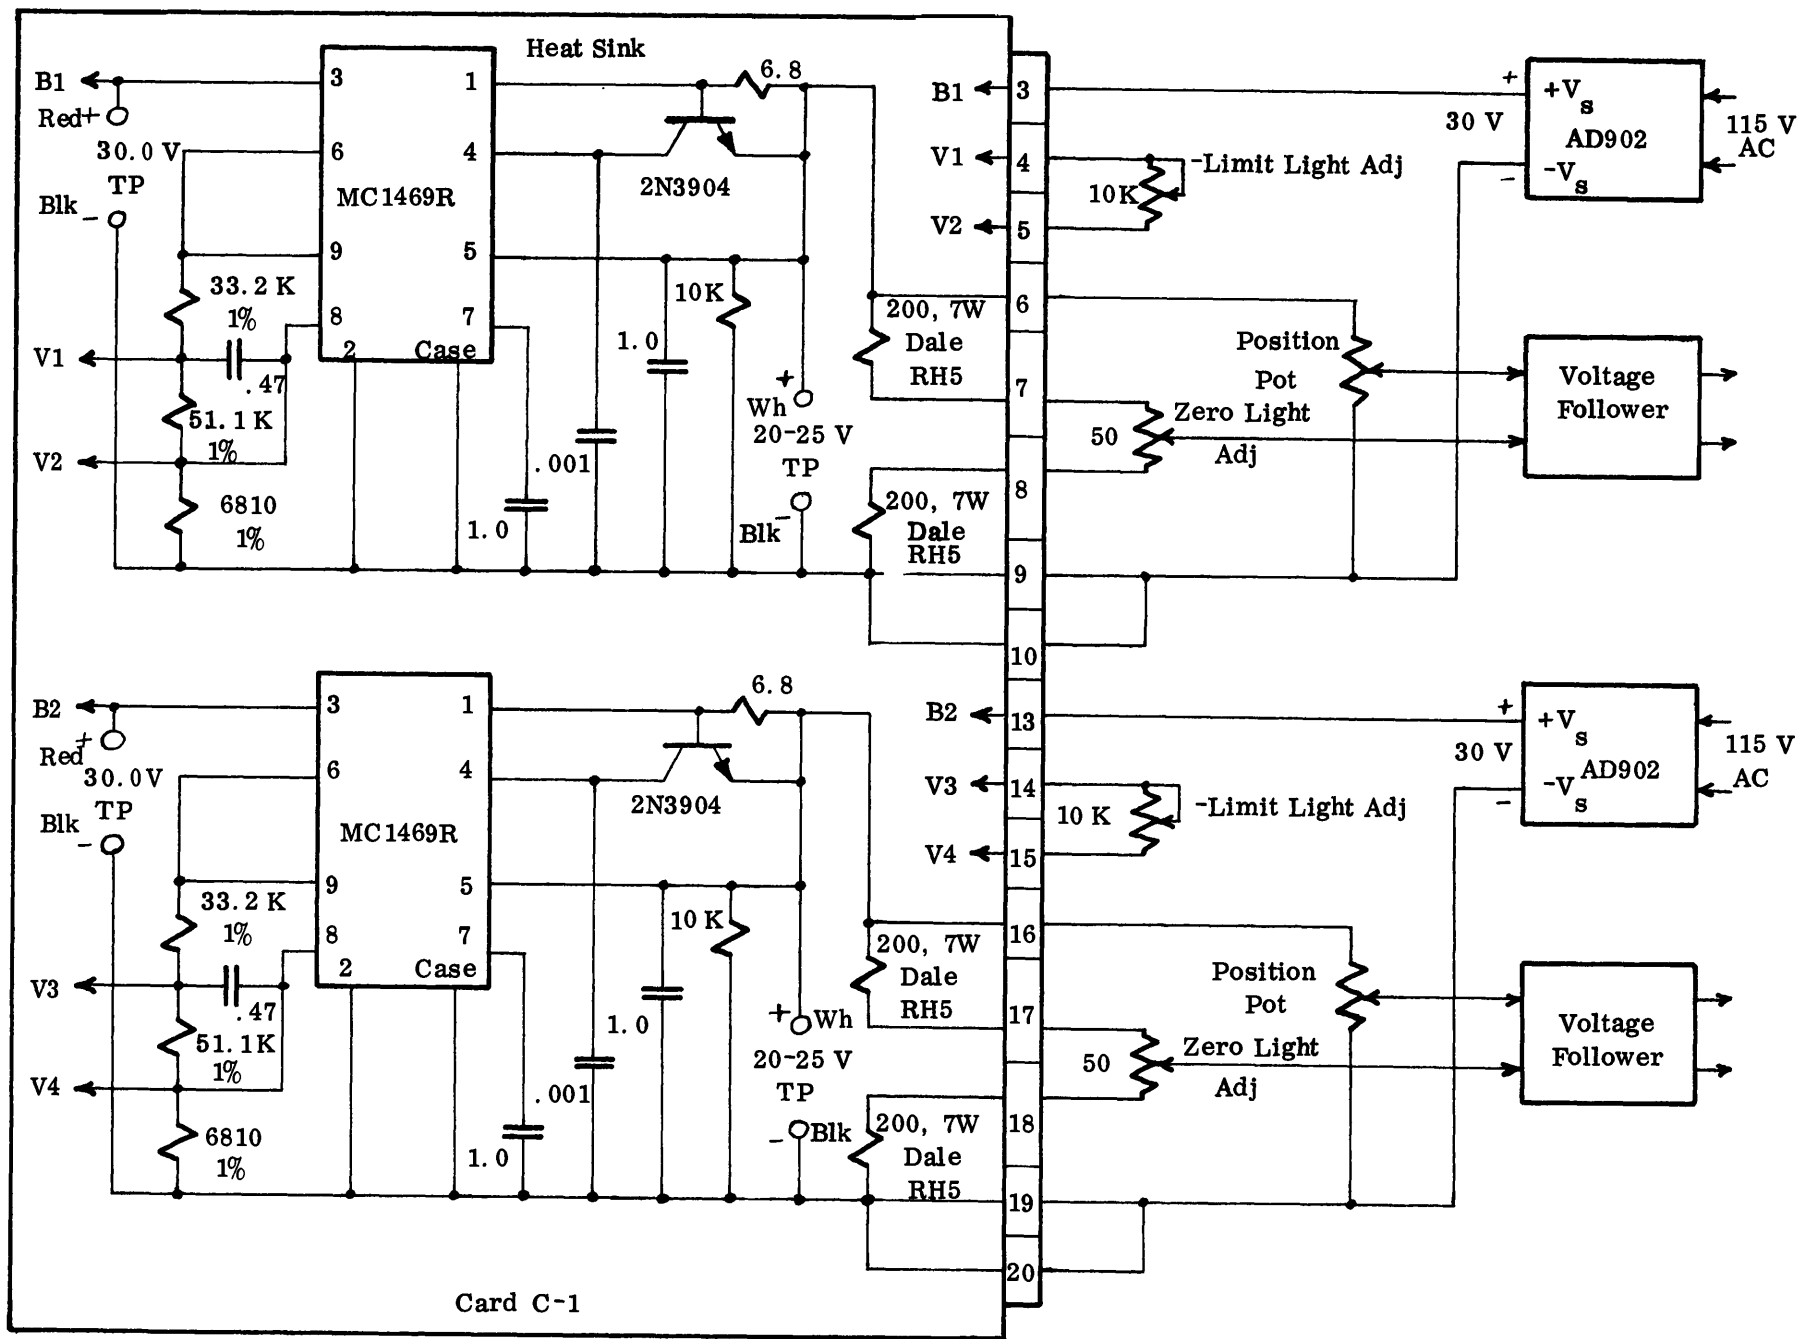 Heat Sink
B1
Red+
30.0 V
TP
Blk -
3
6
9
8
2
Case
1
4
5
7
MC1469R
6.8
2N3904
33.2 K
1%
V1
.47
51.1 K
1%
V2
6810
1%
10K
1.0
.001
1.0
+
Wh
20-25 V
TP
-
Blk
200, 7W
Dale
RH5
200, 7W
Dale
RH5
B1
V1
V2
3
4
5
6
7
8
9
10
10K
-Limit Light Adj
+
30 V
-
+Vs
AD902
-Vs
115 V
AC
Position
Pot
Zero Light
Adj
50
Voltage
Follower
B2
+
Red
30.0V
TP
Blk
-
3
6
9
8
2
Case
1
4
5
7
MC1469R
6.8
2N3904
33.2 K
1%
V3
.47
51.1K
1%
V4
6810
1%
10 K
1.0
.001
1.0
+
Wh
20-25 V
TP
-
Blk
200, 7W
Dale
RH5
200, 7W
Dale
RH5
B2
V3
V4
13
14
15
16
17
18
19
20
10 K
-Limit Light Adj
+
30 V
-
+Vs
AD902
-Vs
115 V
AC
Position
Pot
Zero Light
Adj
50
Voltage
Follower
Card C-1